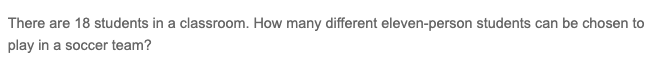 There are 18 students in a classroom. How many different eleven-person students can be chosen to
play in a soccer team?